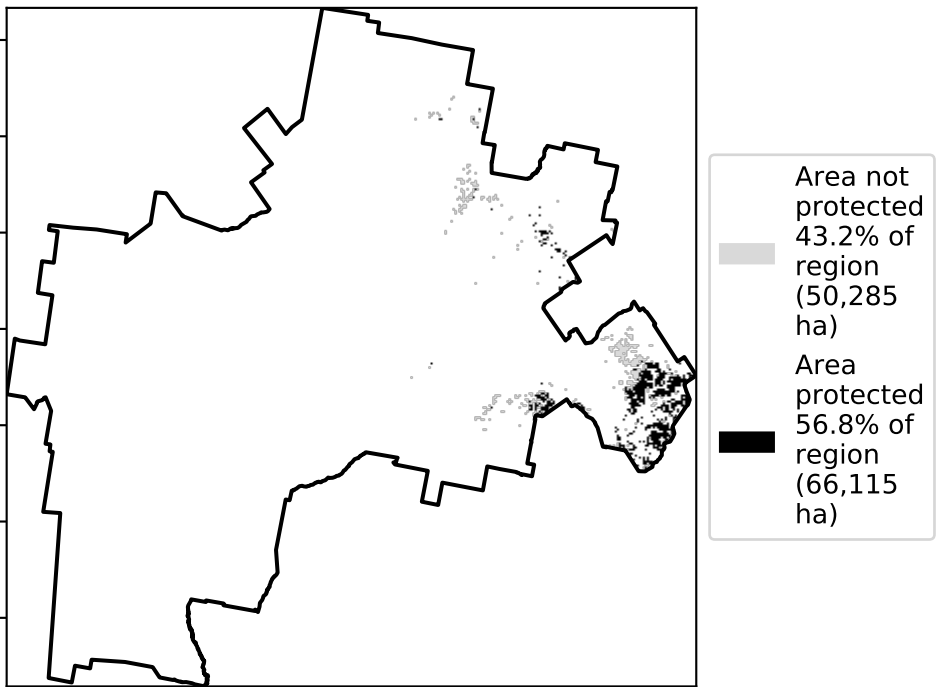 Area not
protected
43.2% of
region
(50,285
ha)
Area
protected
56.8% of
region
(66,115
ha)